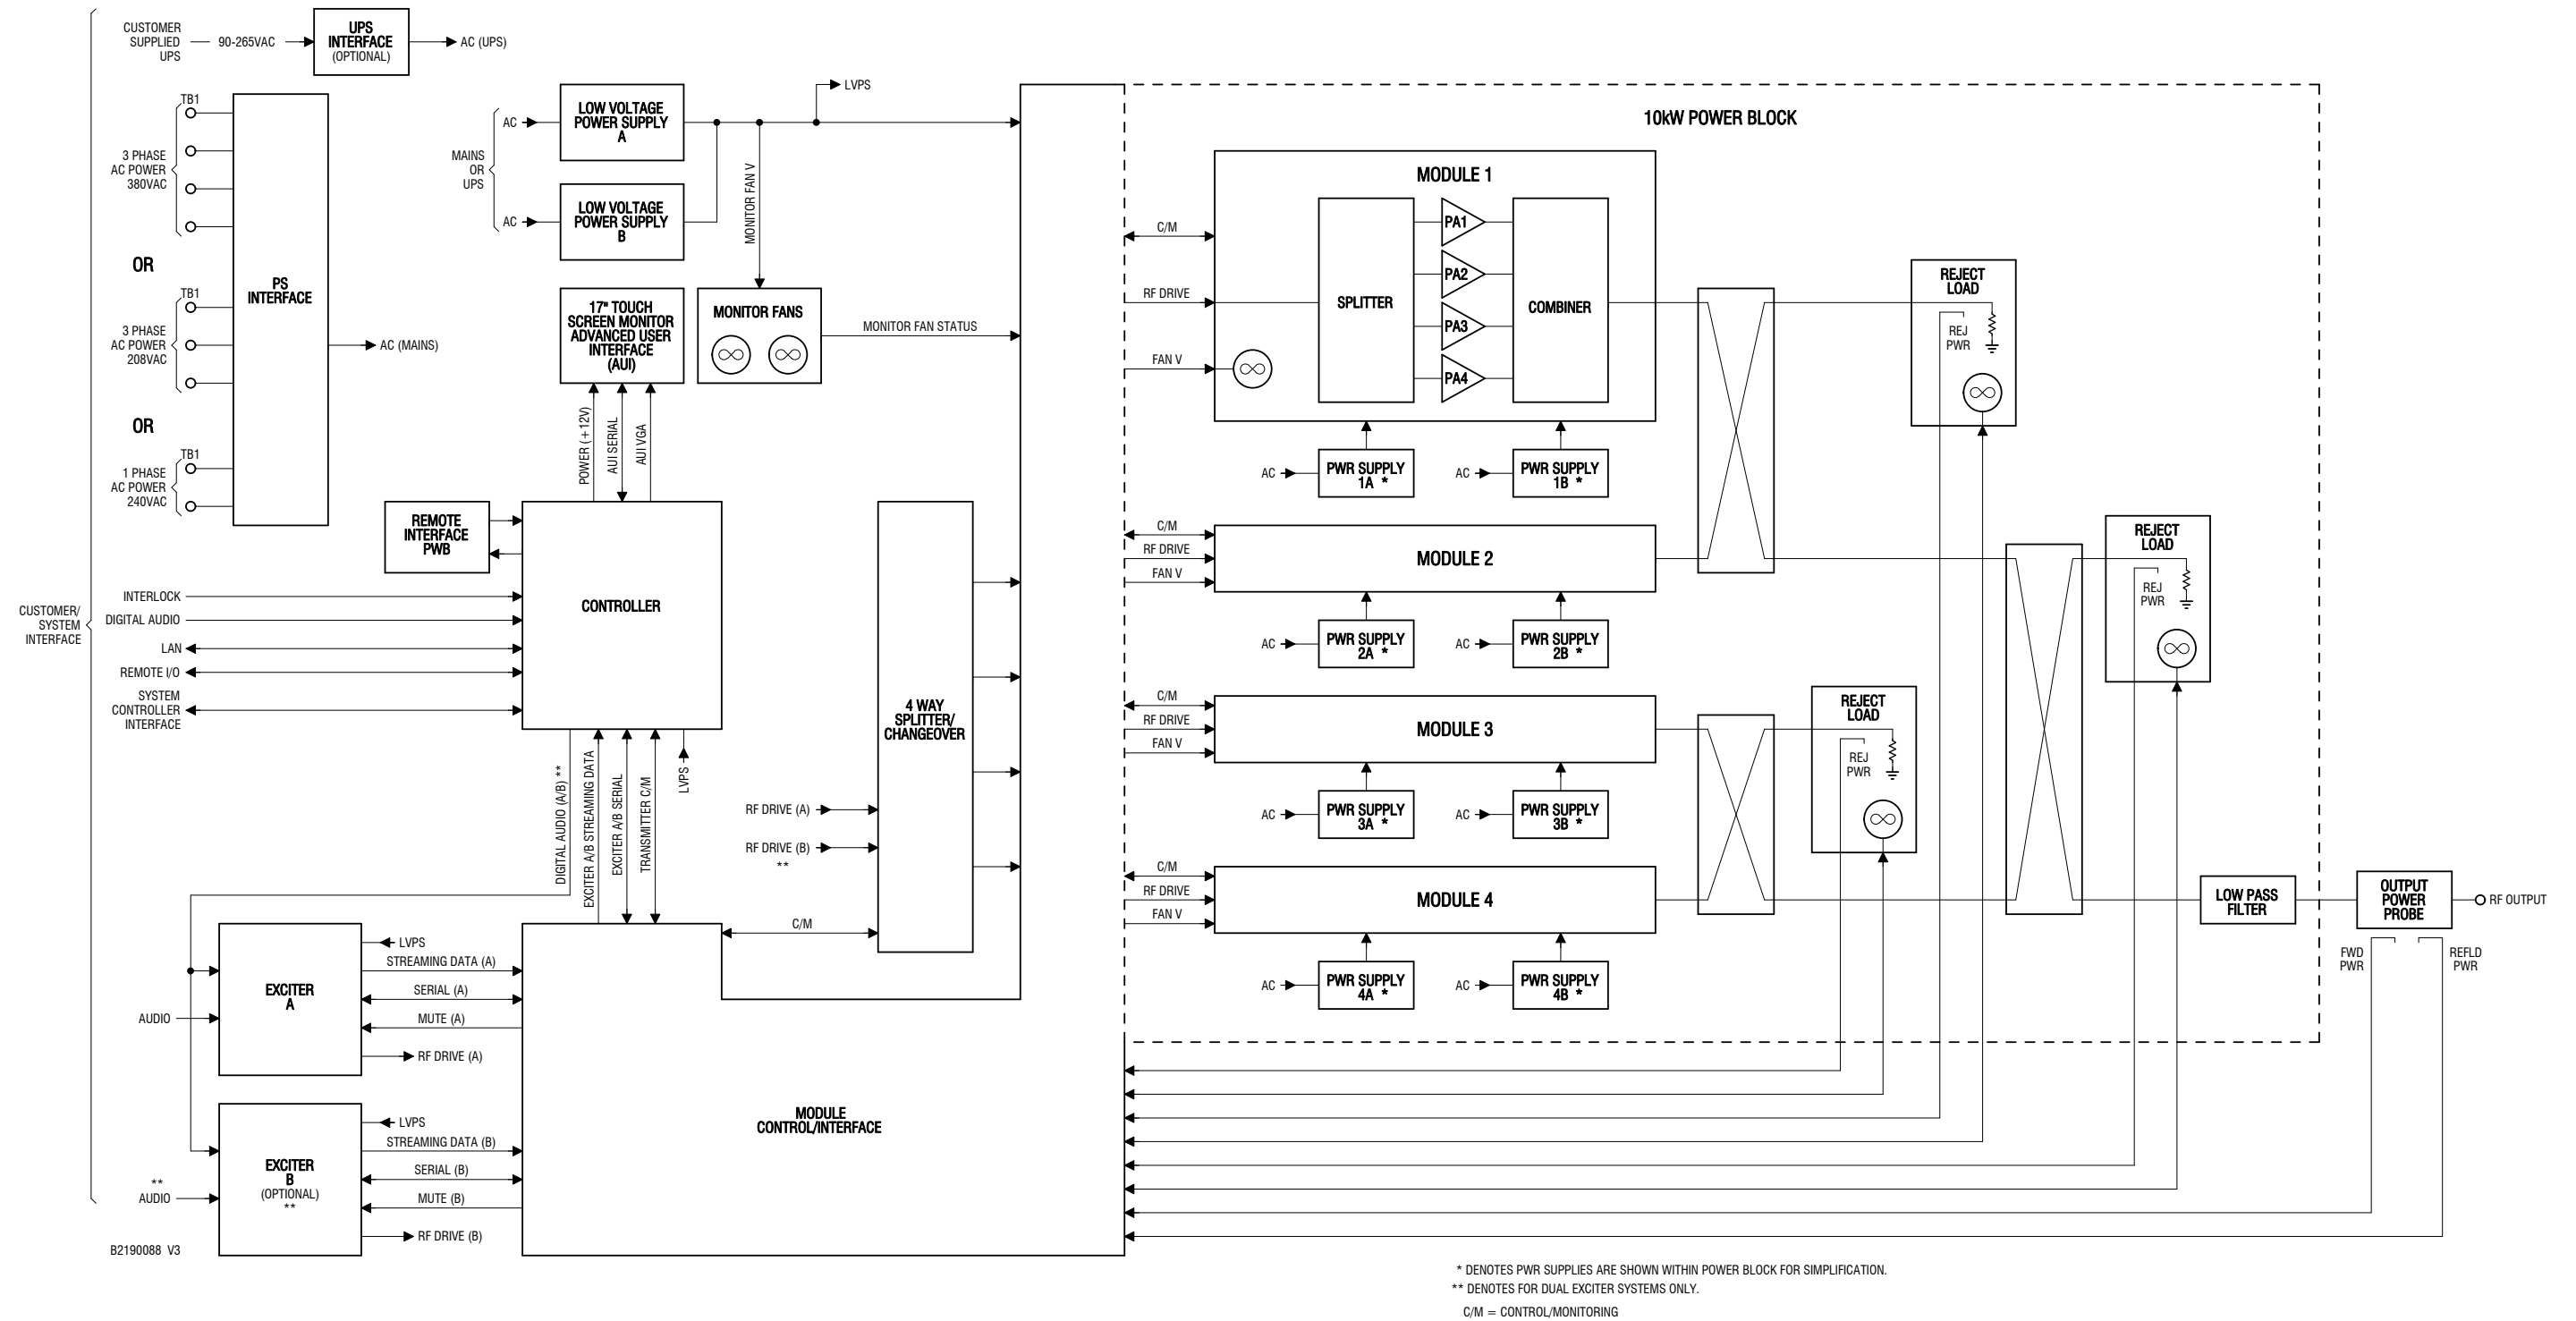 CUSTOMER
SUPPLIED
UPS
90-265VAC
UPS
INTERFACE
(OPTIONAL)
AC (UPS)
TB1
3 PHASE
AC POWER
380VAC
OR
TB1
3 PHASE
AC POWER
208VAC
OR
TB1
1 PHASE
AC POWER
240VAC
PS
INTERFACE
AC (MAINS)
MAINS
OR
UPS
AC
LOW VOLTAGE
POWER SUPPLY
A
AC
LOW VOLTAGE
POWER SUPPLY
B
LVPS
MONITOR FAN V
17" TOUCH
SCREEN MONITOR
ADVANCED USER
INTERFACE
(AUI)
MONITOR FANS
MONITOR FAN STATUS
POWER (+12V)
AUI SERIAL
AUI VGA
REMOTE
INTERFACE
PWB
CONTROLLER
CUSTOMER/
SYSTEM
INTERFACE
INTERLOCK
DIGITAL AUDIO
LAN
REMOTE I/O
SYSTEM
CONTROLLER
INTERFACE
DIGITAL AUDIO (A/B) **
EXCITER A/B STREAMING DATA
EXCITER A/B SERIAL
TRANSMITTER C/M
LVPS
4 WAY
SPLITTER/
CHANGEOVER
RF DRIVE (A)
RF DRIVE (B)
**
C/M
EXCITER
A
AUDIO
LVPS
STREAMING DATA (A)
SERIAL (A)
MUTE (A)
RF DRIVE (A)
EXCITER
B
(OPTIONAL)
**
**
AUDIO
LVPS
STREAMING DATA (B)
SERIAL (B)
MUTE (B)
RF DRIVE (B)
MODULE
CONTROL/INTERFACE
B2190088 V3
10kW POWER BLOCK
C/M
RF DRIVE
FAN V
MODULE 1
SPLITTER
PA1
PA2
PA3
PA4
COMBINER
AC
PWR SUPPLY
1A *
AC
PWR SUPPLY
1B *
C/M
RF DRIVE
FAN V
MODULE 2
AC
PWR SUPPLY
2A *
AC
PWR SUPPLY
2B *
C/M
RF DRIVE
FAN V
MODULE 3
AC
PWR SUPPLY
3A *
AC
PWR SUPPLY
3B *
C/M
RF DRIVE
FAN V
MODULE 4
AC
PWR SUPPLY
4A *
AC
PWR SUPPLY
4B *
REJECT
LOAD
REJ
PWR
REJECT
LOAD
REJ
PWR
REJECT
LOAD
REJ
PWR
LOW PASS
FILTER
OUTPUT
POWER
PROBE
RF OUTPUT
FWD
PWR
REFLD
PWR
* DENOTES PWR SUPPLIES ARE SHOWN WITHIN POWER BLOCK FOR SIMPLIFICATION.
** DENOTES FOR DUAL EXCITER SYSTEMS ONLY.
C/M = CONTROL/MONITORING